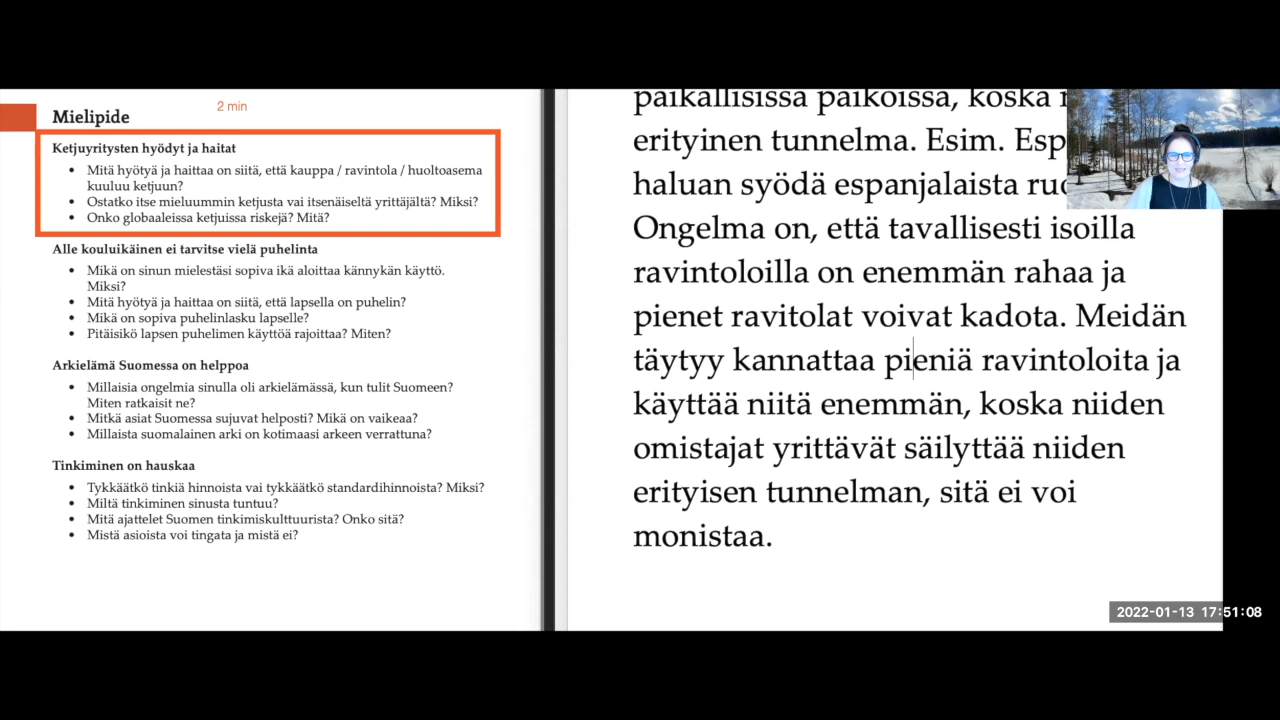 2 min
Mielipide
Ketjuyritysten hyödyt ja haitat
• Mitä hyötyä ja haittaa on siitä, että kauppa / ravintola / huoltoasema
kuuluu ketjuun?
• Ostatko itse mieluummin ketjusta vai itsenäiseltä yrittäjältä? Miksi?
• Onko globaaleissa ketjuissa riskejä? Mitä?
Alle kouluikäinen ei tarvitse vielä puhelinta
• Mikä on sinun mielestäsi sopiva ikä aloittaa kännykän käyttö.
Miksi?
• Mitä hyötyä ja haittaa on siitä, että lapsella on puhelin?
• Mikä on sopiva puhelinlasku lapselle?
• Pitäisikö lapsen puhelimen käyttöä rajoittaa? Miten?
Arkielämä Suomessa on helppoa
• Millaisia ongelmia sinulla oli arkielämässä, kun tulit Suomeen?
Miten ratkaisit ne?
• Mitkä asiat Suomessa sujuvat helposti? Mikä on vaikeaa?
• Millaista suomalainen arki on kotimaasi arkeen verrattuna?
Tinkiminen on hauskaa
• Tykkäätkö tinkiä hinnoista vai tykkäätkö standardihinnoista? Miksi?
• Miltä tinkiminen sinusta tuntuu?
• Mitä ajattelet Suomen tinkimiskulttuurista? Onko sitä?
• Mistä asioista voi tingata ja mistä ei?
paikallisissa paikoissa, koska
erityinen tunnelma. Esim. Esp
haluan syödä espanjalaista ruo
Ongelma on, että tavallisesti isoilla
ravintoloilla on enemmän rahaa ja
pienet ravitolat voivat kadota. Meidän
täytyy kannattaa pieniä ravintoloita ja
käyttää niitä enemmän, koska niiden
omistajat yrittävät säilyttää niiden
erityisen tunnelman, sitä ei voi
monistaa.
2022-01-13 17:51:08